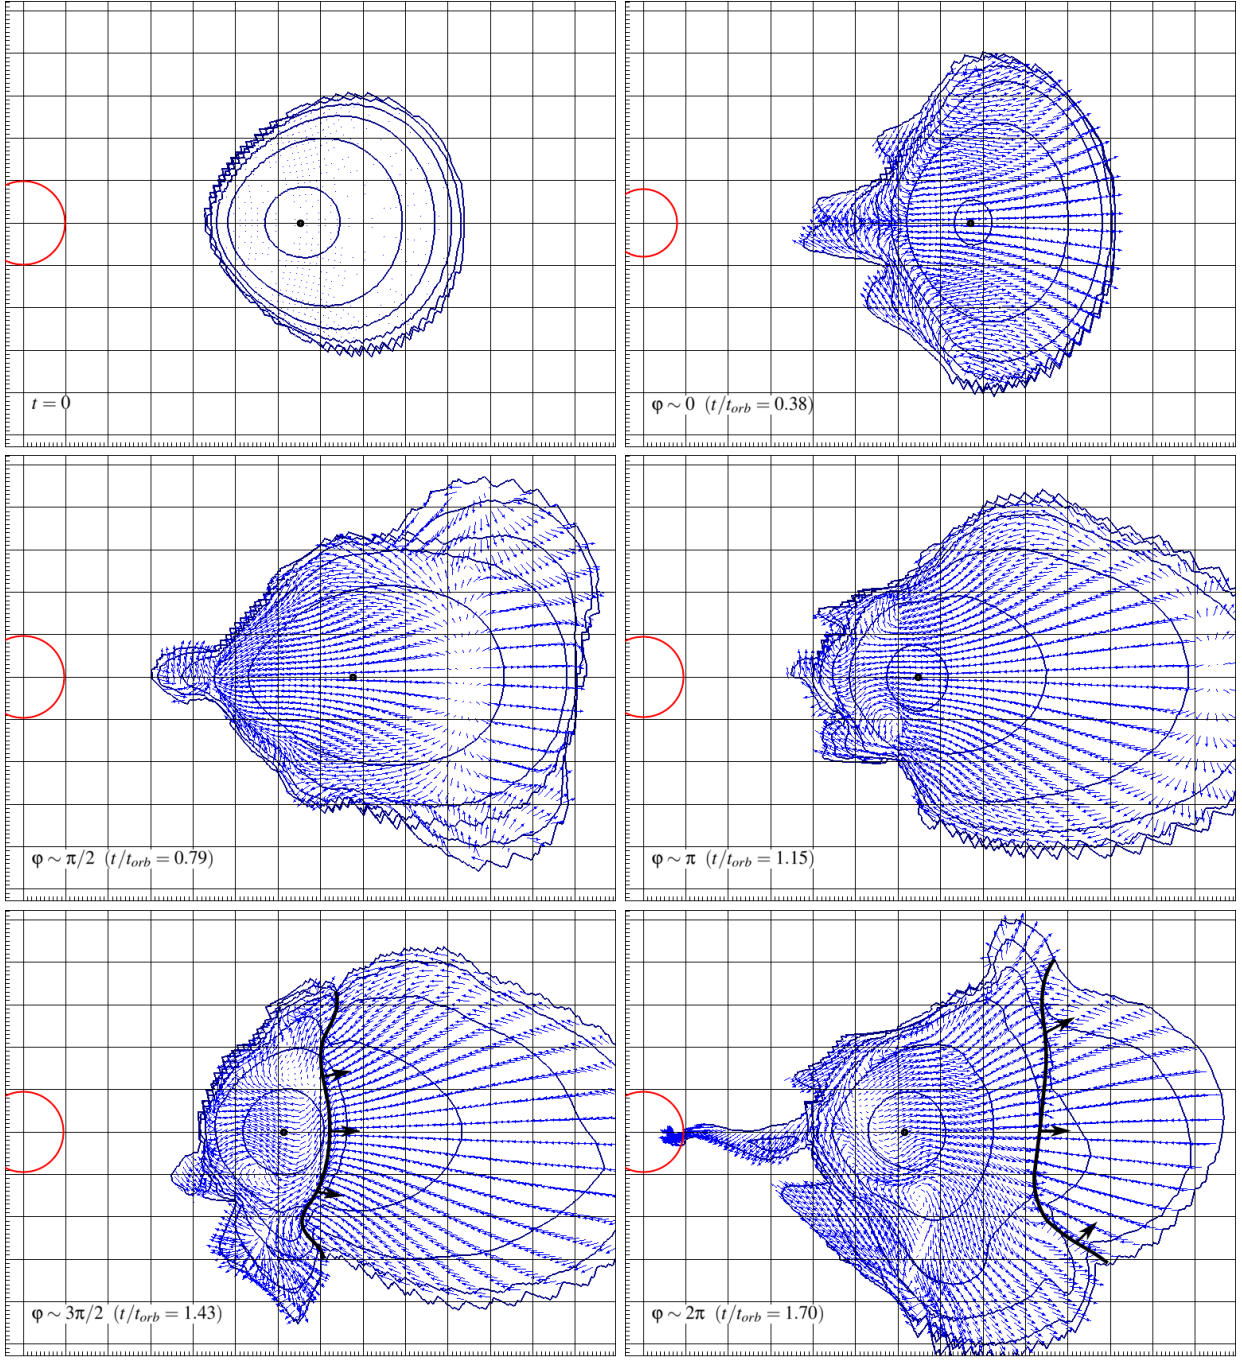 t = 0
φ ∼ 0 (t/t_orb = 0.38)
φ ∼ π/2 (t/t_orb = 0.79)
φ ∼ π (t/t_orb = 1.15)
φ ∼ 3π/2 (t/t_orb = 1.43)
φ ∼ 2π (t/t_orb = 1.70)